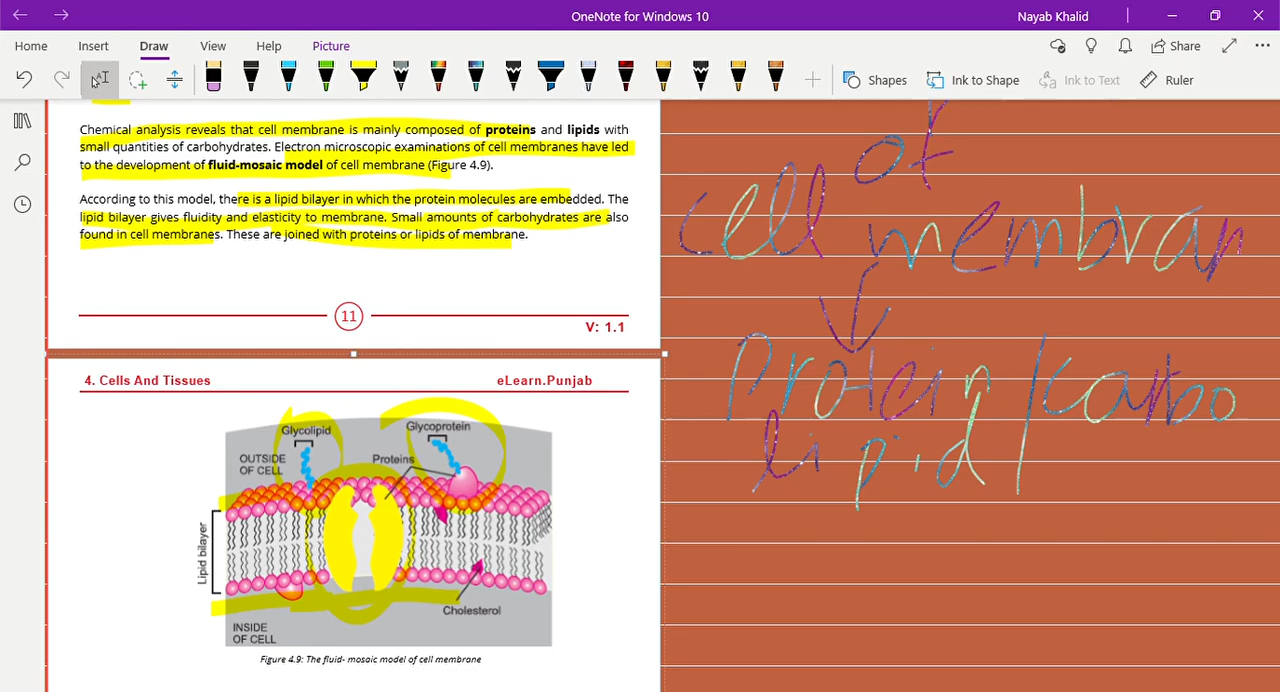 OneNote for Windows 10
Nayab Khalid
Home Insert Draw View Help Picture
Share
Shapes Ink to Shape Ink to Text Ruler
Chemical analysis reveals that cell membrane is mainly composed of proteins and lipids with
small quantities of carbohydrates. Electron microscopic examinations of cell membranes have led
to the development of fluid-mosaic model of cell membrane (Figure 4.9).
According to this model, there is a lipid bilayer in which the protein molecules are embedded. The
lipid bilayer gives fluidity and elasticity to membrane. Small amounts of carbohydrates are also
found in cell membranes. These are joined with proteins or lipids of membrane.
11
V: 1.1
4. Cells And Tissues
eLearn.Punjab
Glycolipid
Glycoprotein
OUTSIDE
OF CELL
Proteins
Lipid bilayer
Cholesterol
INSIDE
OF CELL
Figure 4.9: The fluid- mosaic model of cell membrane
of
Cell membran
Protein/carbo
lipid/